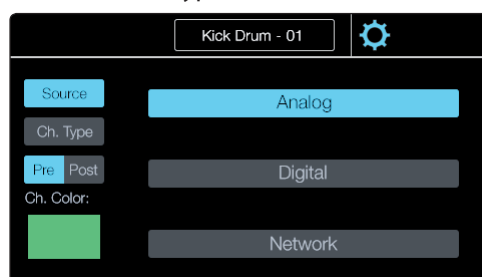 Kick Drum - 01
Source
Analog
Ch. Type
Pre Post
Digital
Ch. Color:
Network